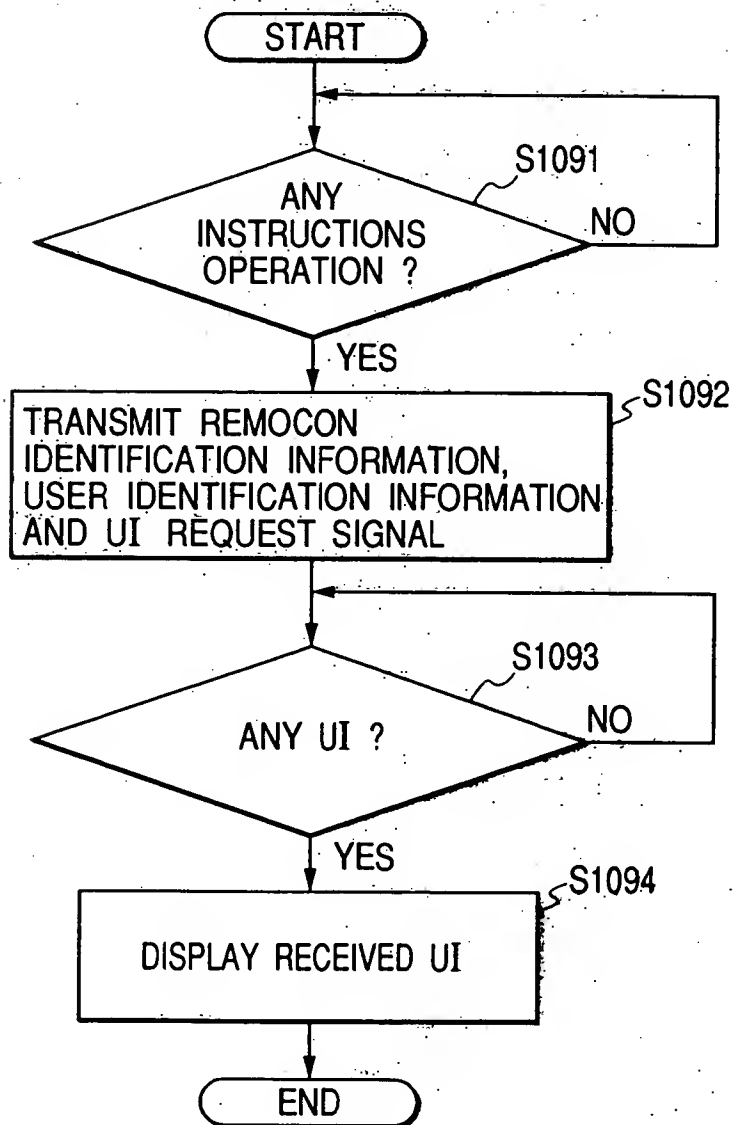 START
S1091
ANY
INSTRUCTIONS
OPERATION ?
NO
YES
S1092
TRANSMIT REMOCON
IDENTIFICATION INFORMATION,
USER IDENTIFICATION INFORMATION
AND UI REQUEST SIGNAL
S1093
ANY UI ?
NO
YES
S1094
DISPLAY RECEIVED UI
END